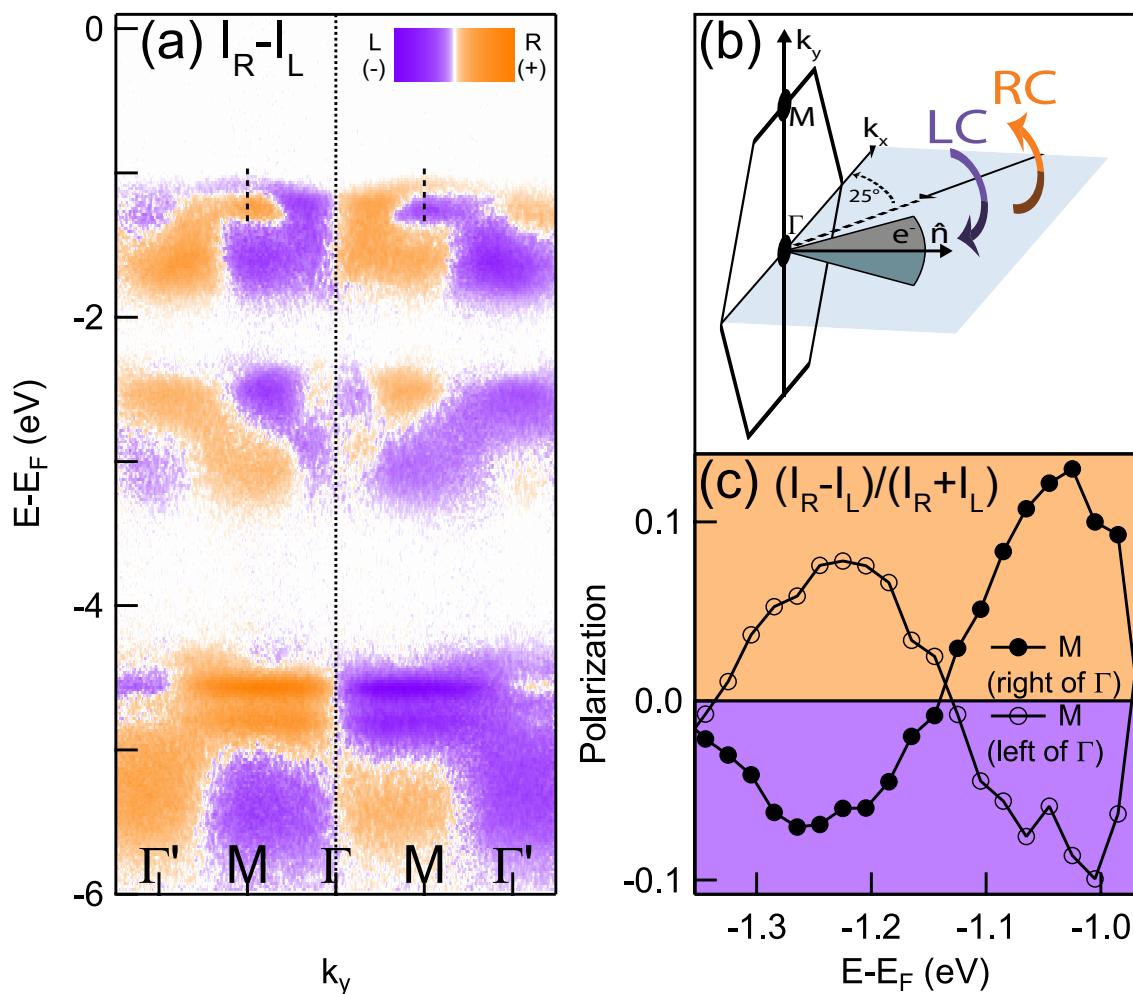 (a) I_R-I_L
L
(-)
R
(+)
0
-2
-4
-6
E-E_F (eV)
Γ'
M
Γ
M
Γ'
k_y
(b)
k_y
M
k_x
25°
Γ
e⁻
n̂
LC
RC
(c) (I_R-I_L)/(I_R+I_L)
0.1
0.0
-0.1
Polarization
M
(right of Γ)
M
(left of Γ)
-1.3
-1.2
-1.1
-1.0
E-E_F (eV)